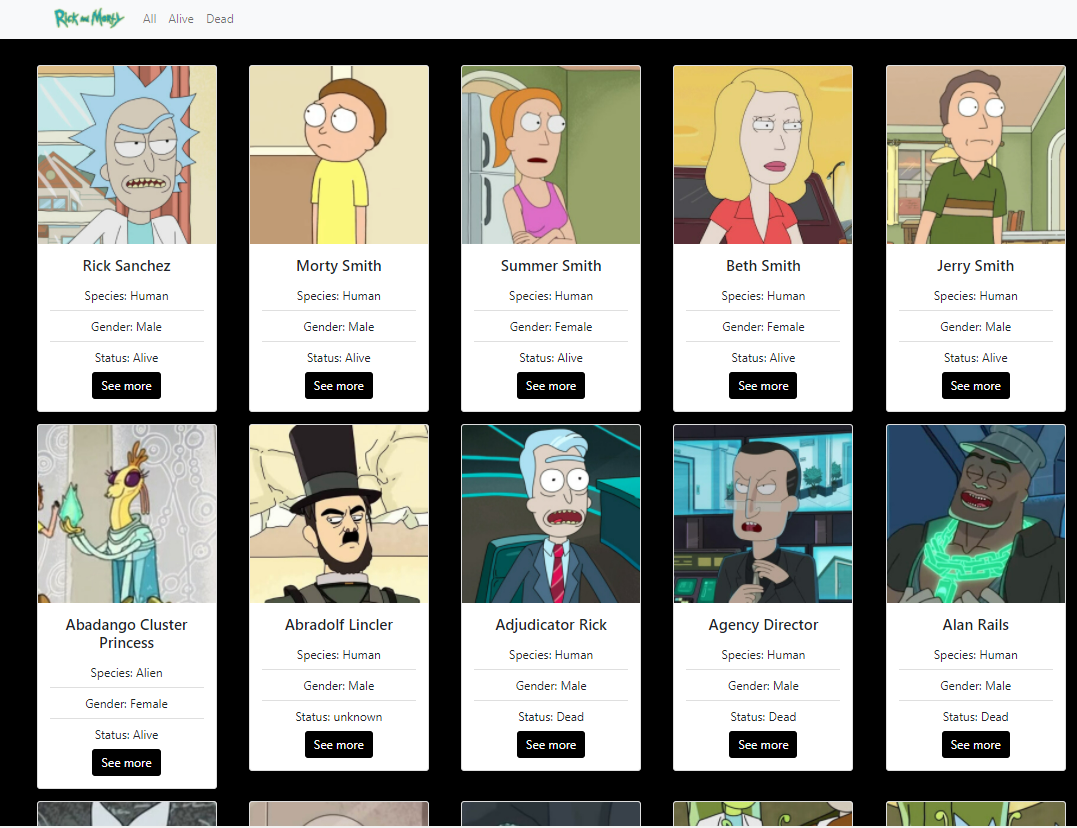 Rick and Morty
All
Alive
Dead
Rick Sanchez
Species: Human
Gender: Male
Status: Alive
See more
Morty Smith
Species: Human
Gender: Male
Status: Alive
See more
Summer Smith
Species: Human
Gender: Female
Status: Alive
See more
Beth Smith
Species: Human
Gender: Female
Status: Alive
See more
Jerry Smith
Species: Human
Gender: Male
Status: Alive
See more
Abadango Cluster
Princess
Species: Alien
Gender: Female
Status: Alive
See more
Abradolf Lincler
Species: Human
Gender: Male
Status: unknown
See more
Adjudicator Rick
Species: Human
Gender: Male
Status: Dead
See more
Agency Director
Species: Human
Gender: Male
Status: Dead
See more
Alan Rails
Species: Human
Gender: Male
Status: Dead
See more